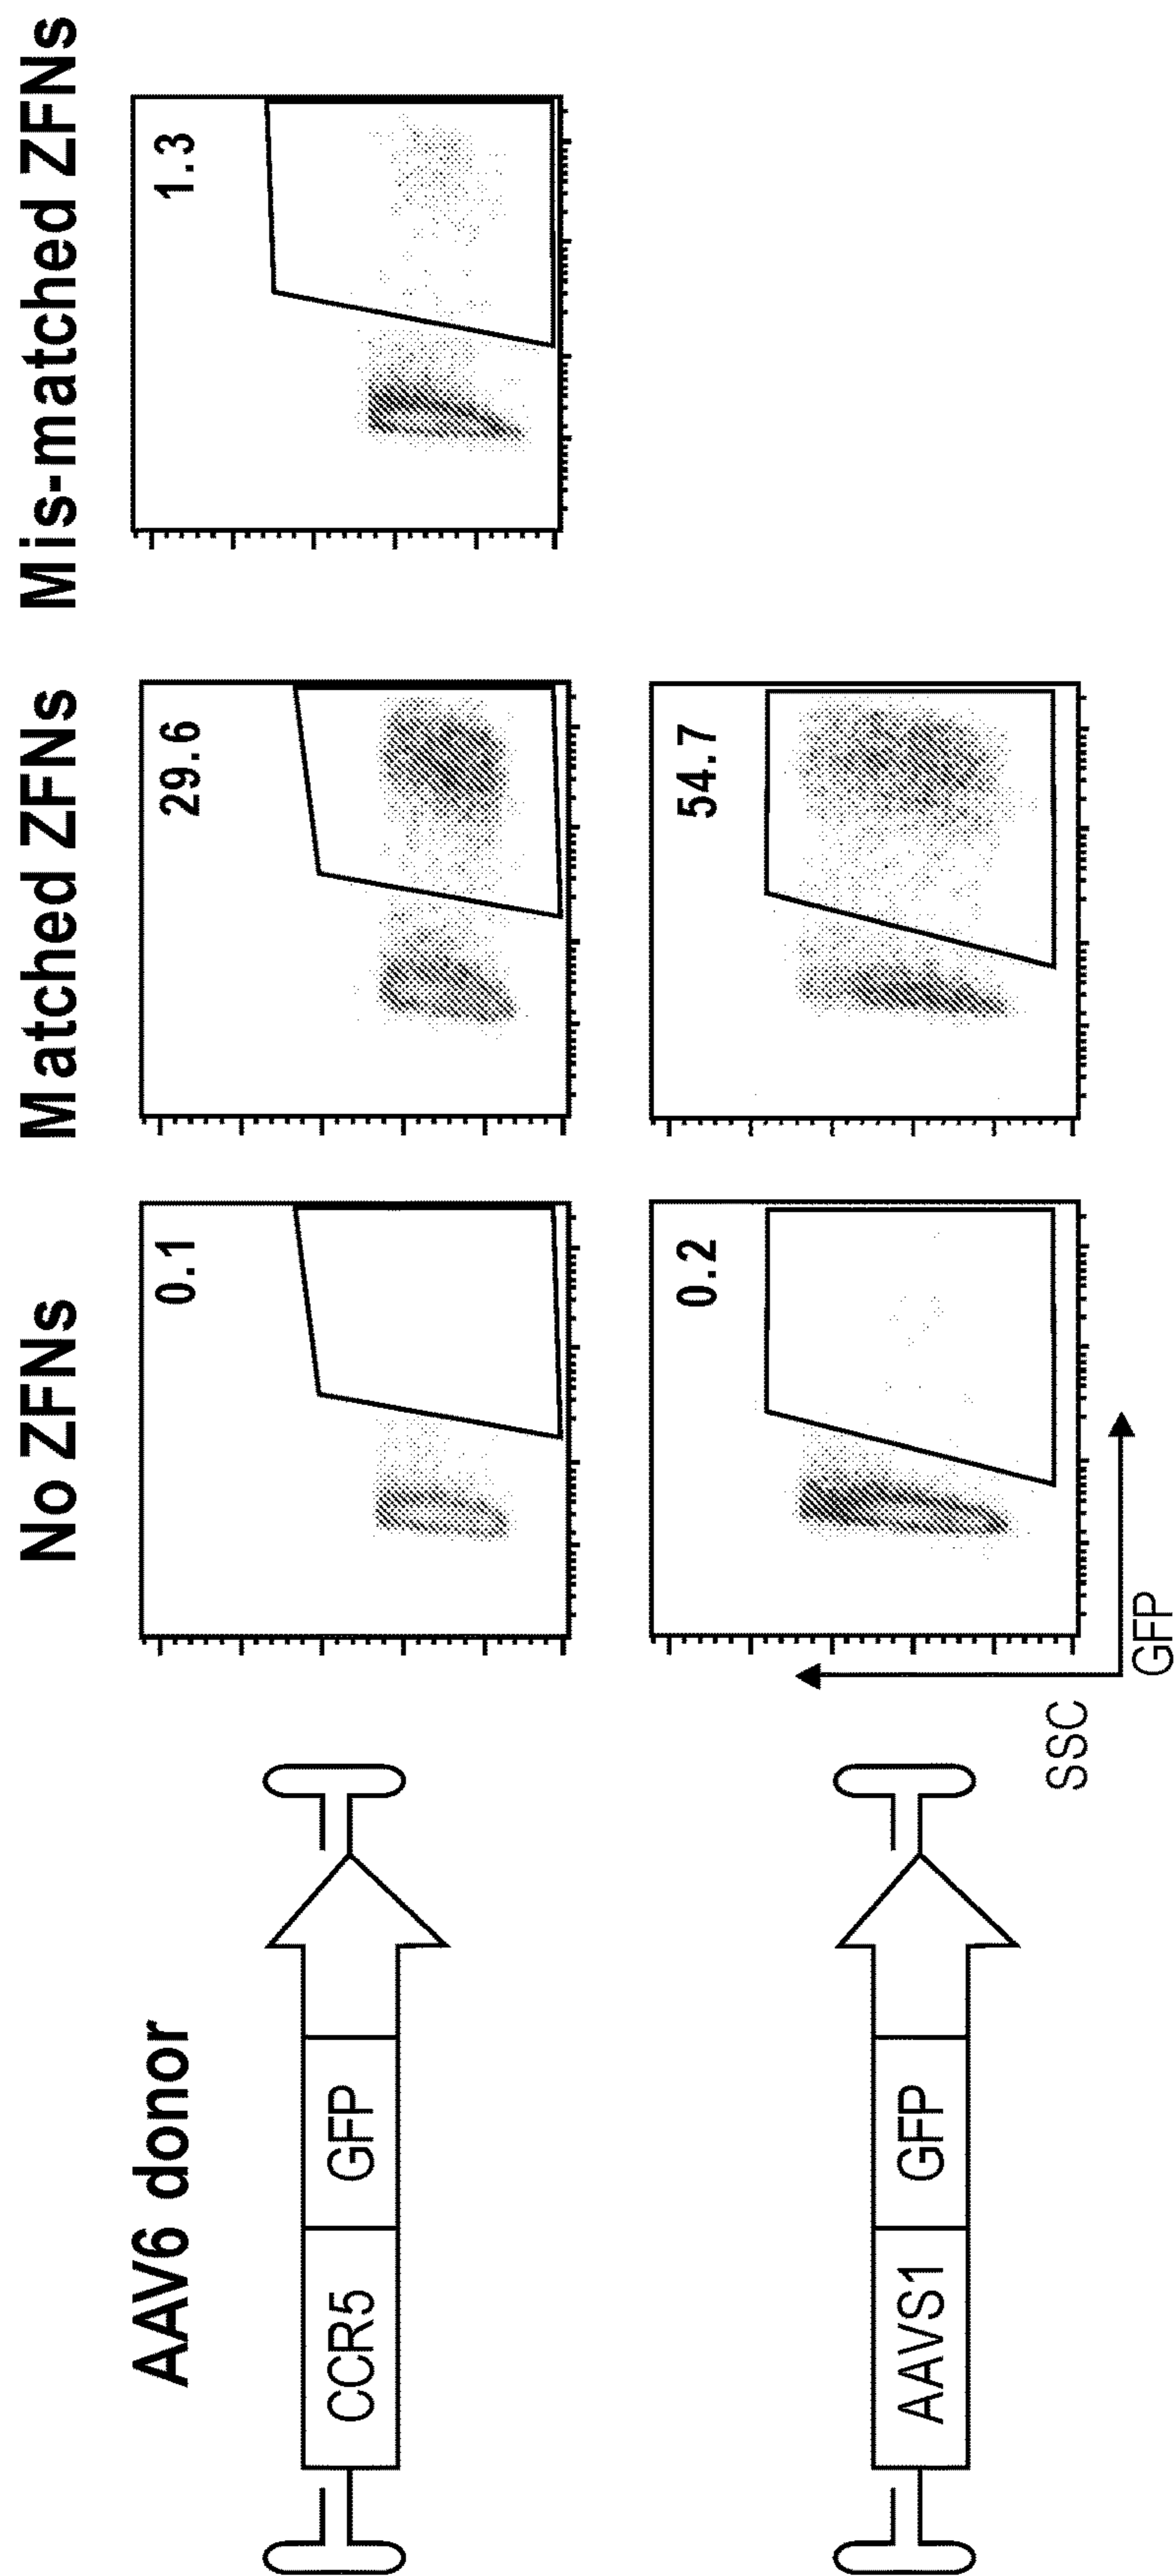 No ZFNs Matched ZFNs Mis-matched ZFNs
AAV6 donor
CCR5 GFP
0.1 29.6 1.3
AAVS1 GFP
0.2 54.7
SSC
GFP